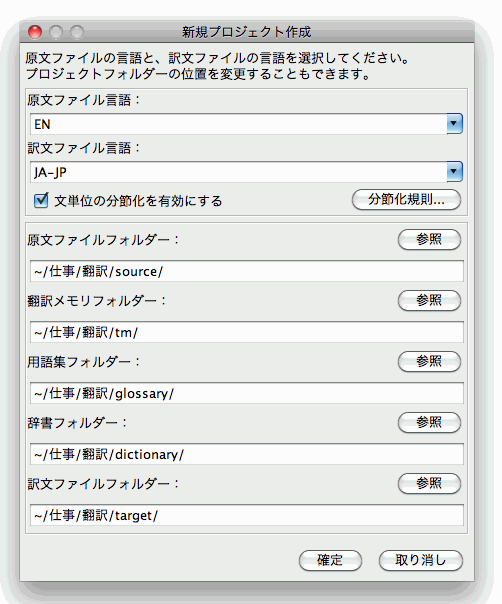 新規プロジェクト作成
原文ファイルの言語と、訳文ファイルの言語を選択してください。
プロジェクトフォルダーの位置を変更することもできます。
原文ファイル言語：
EN
訳文ファイル言語：
JA-JP
文単位の分節化を有効にする 分節化規則...
原文ファイルフォルダー： 参照
~/仕事/翻訳/source/
翻訳メモリフォルダー： 参照
~/仕事/翻訳/tm/
用語集フォルダー： 参照
~/仕事/翻訳/glossary/
辞書フォルダー： 参照
~/仕事/翻訳/dictionary/
訳文ファイルフォルダー： 参照
~/仕事/翻訳/target/
確定 取り消し